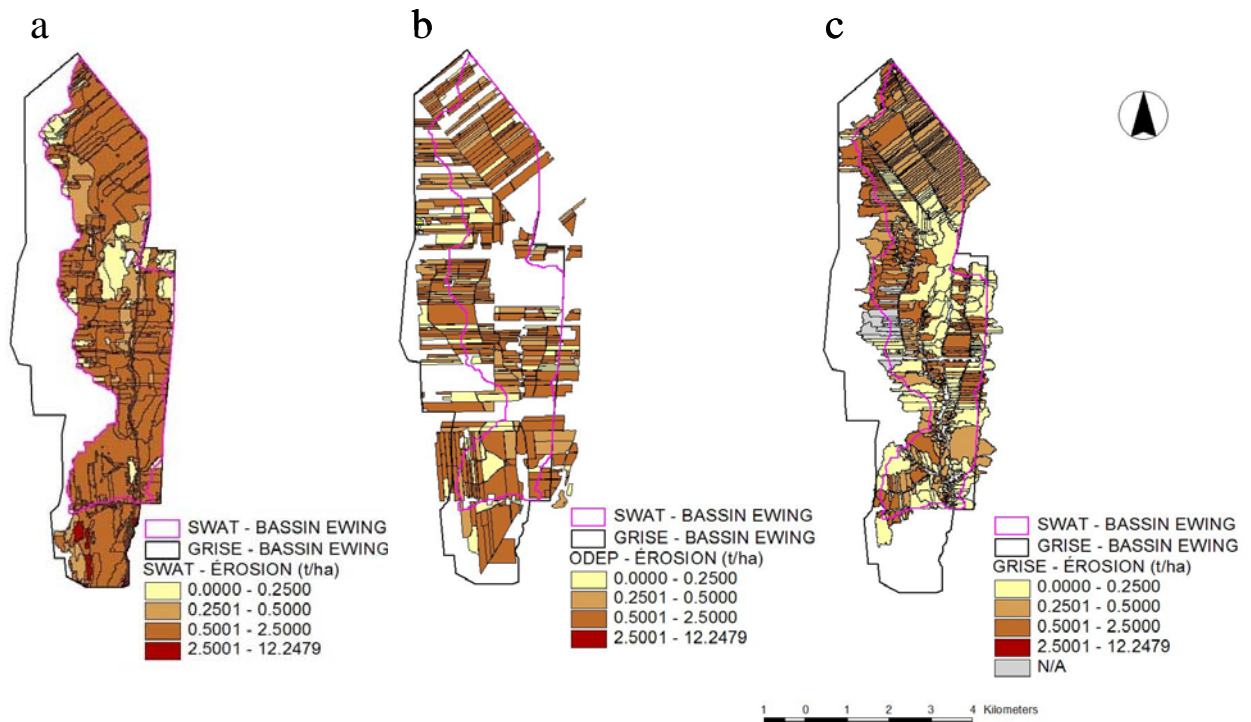 a
b
c
SWAT - BASSIN EWING
GRISE - BASSIN EWING
SWAT - ÉROSION (t/ha)
0.0000 - 0.2500
0.2501 - 0.5000
0.5001 - 2.5000
2.5001 - 12.2479
SWAT - BASSIN EWING
GRISE - BASSIN EWING
ODEP - ÉROSION (t/ha)
0.0000 - 0.2500
0.2501 - 0.5000
0.5001 - 2.5000
2.5001 - 12.2479
SWAT - BASSIN EWING
GRISE - BASSIN EWING
GRISE - ÉROSION (t/ha)
0.0000 - 0.2500
0.2501 - 0.5000
0.5001 - 2.5000
2.5001 - 12.2479
N/A
1 0 1 2 3 4 Kilometers